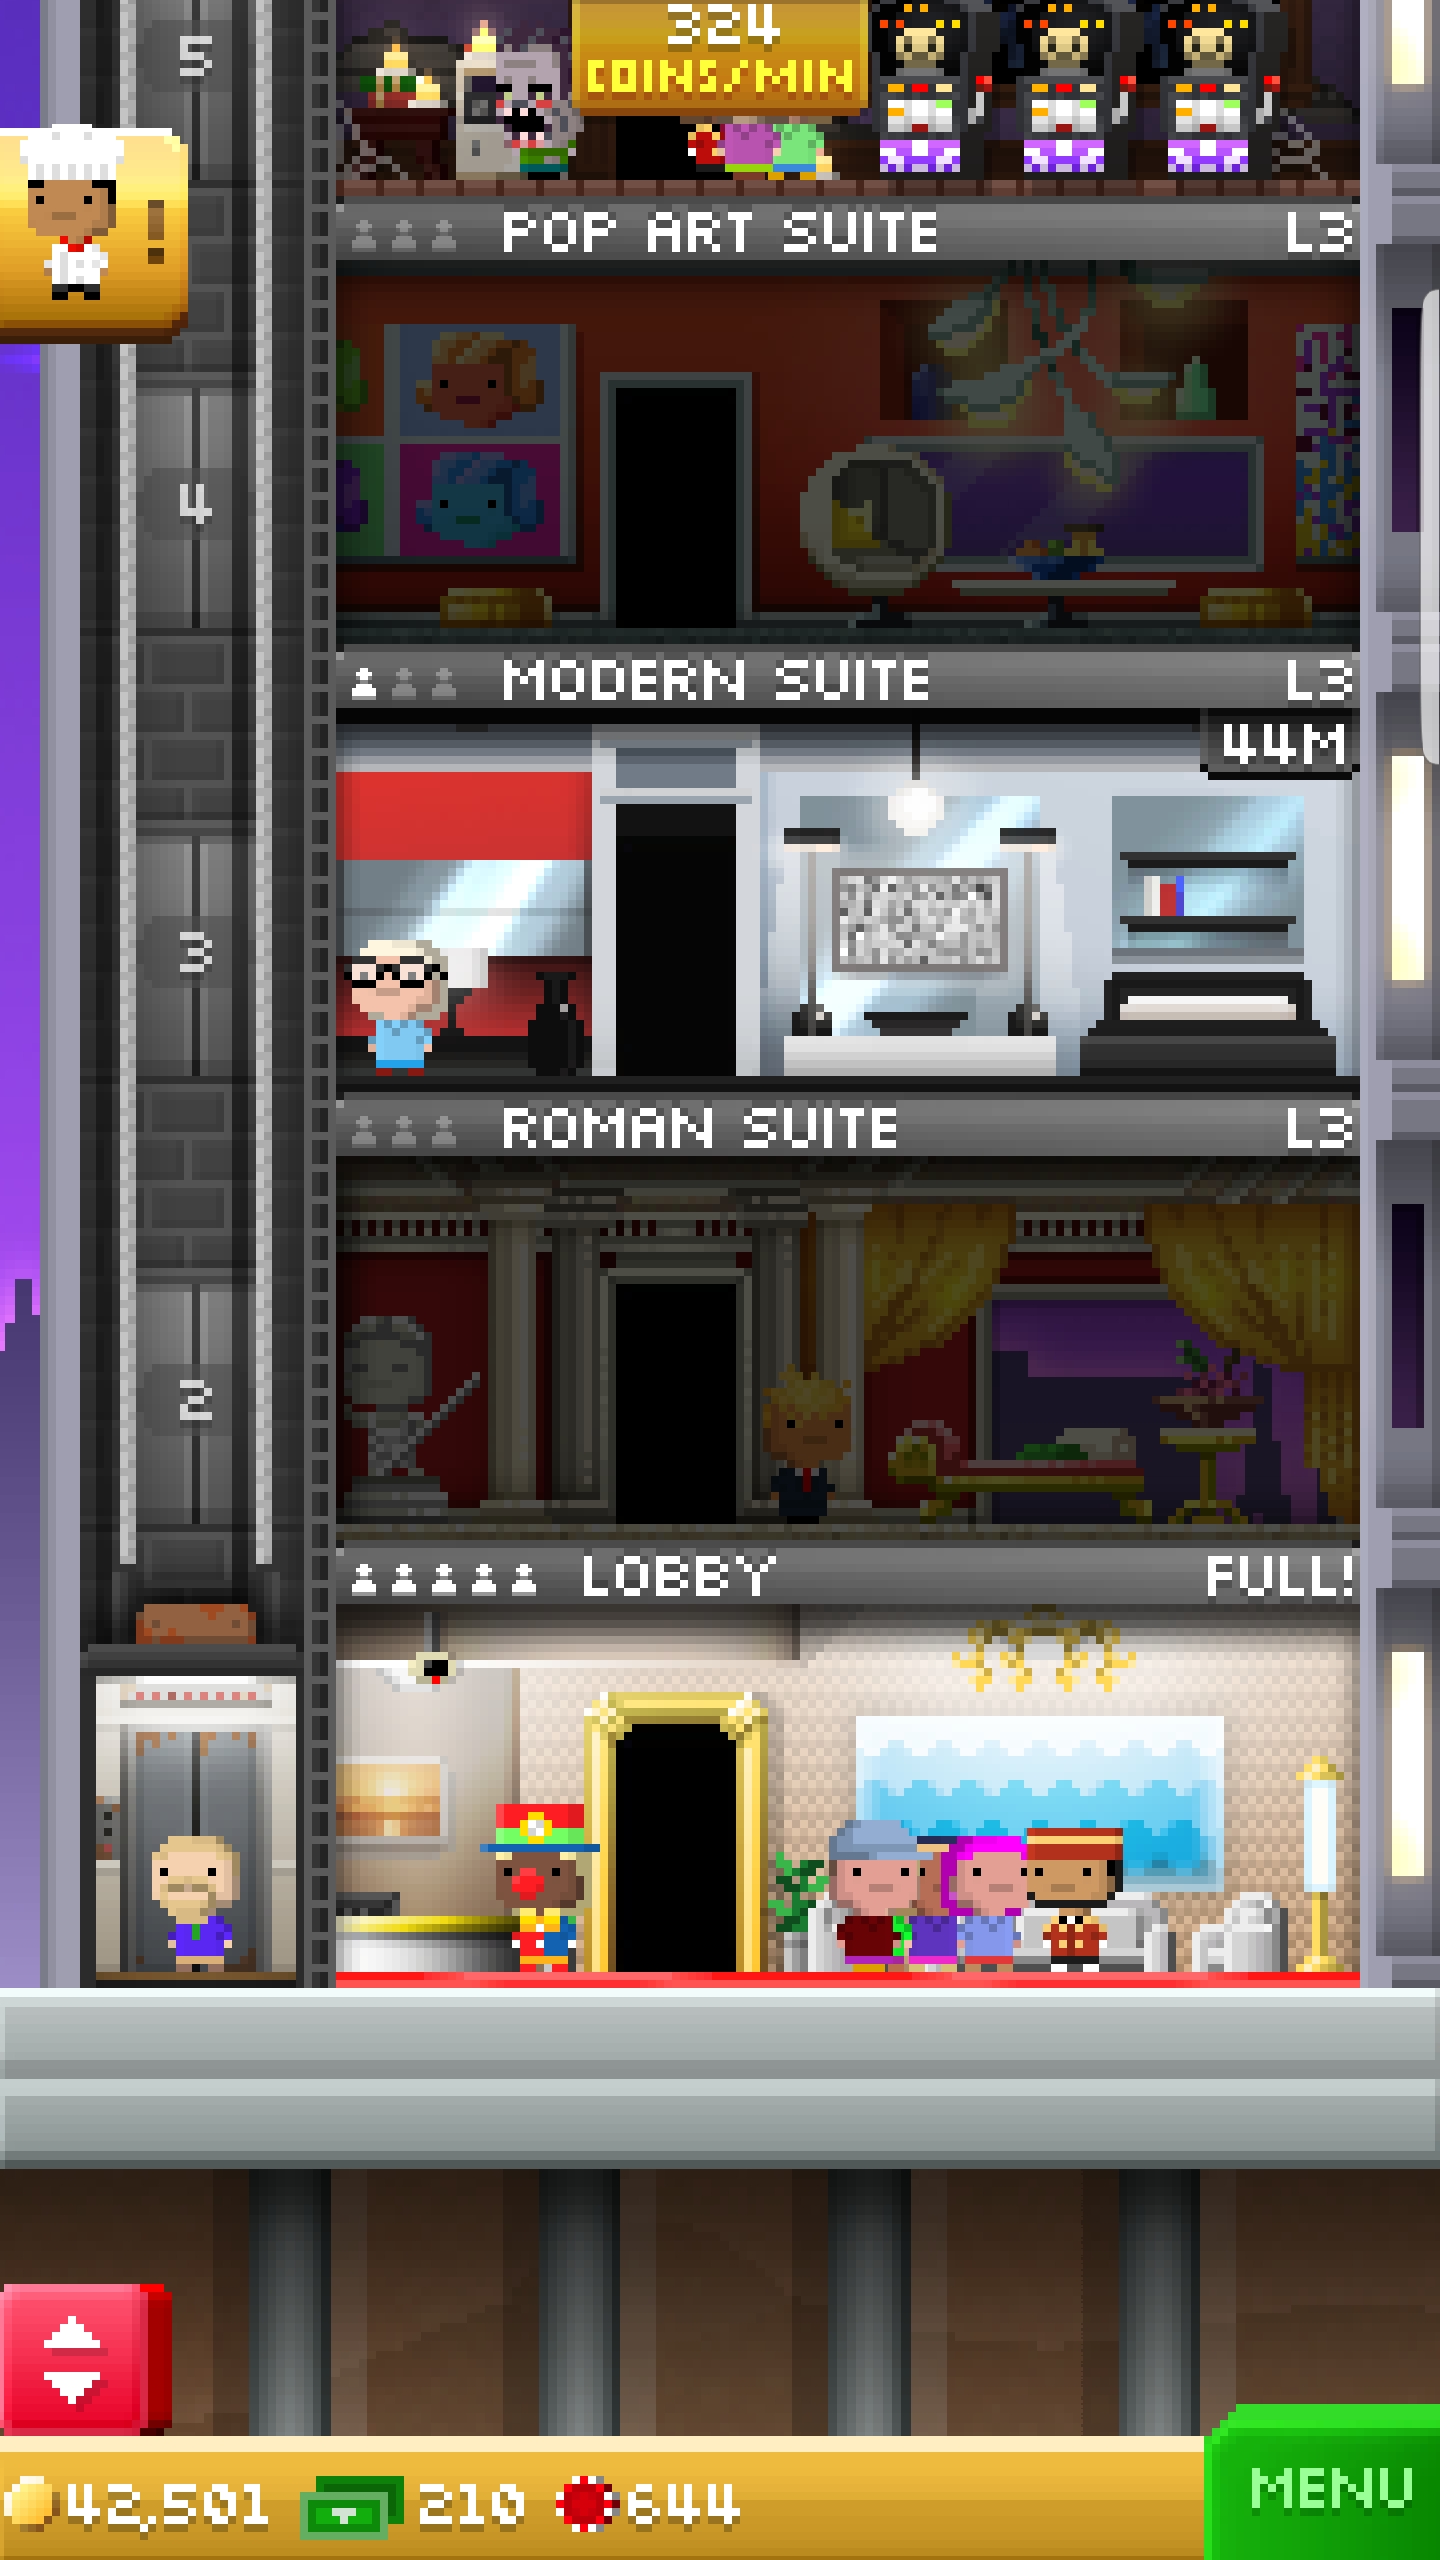 324
COINS/MIN
5
!
POP ART SUITE L3
4
MODERN SUITE L3
44M
3
ROMAN SUITE L3
2
LOBBY FULL!
42,501 210 644
MENU